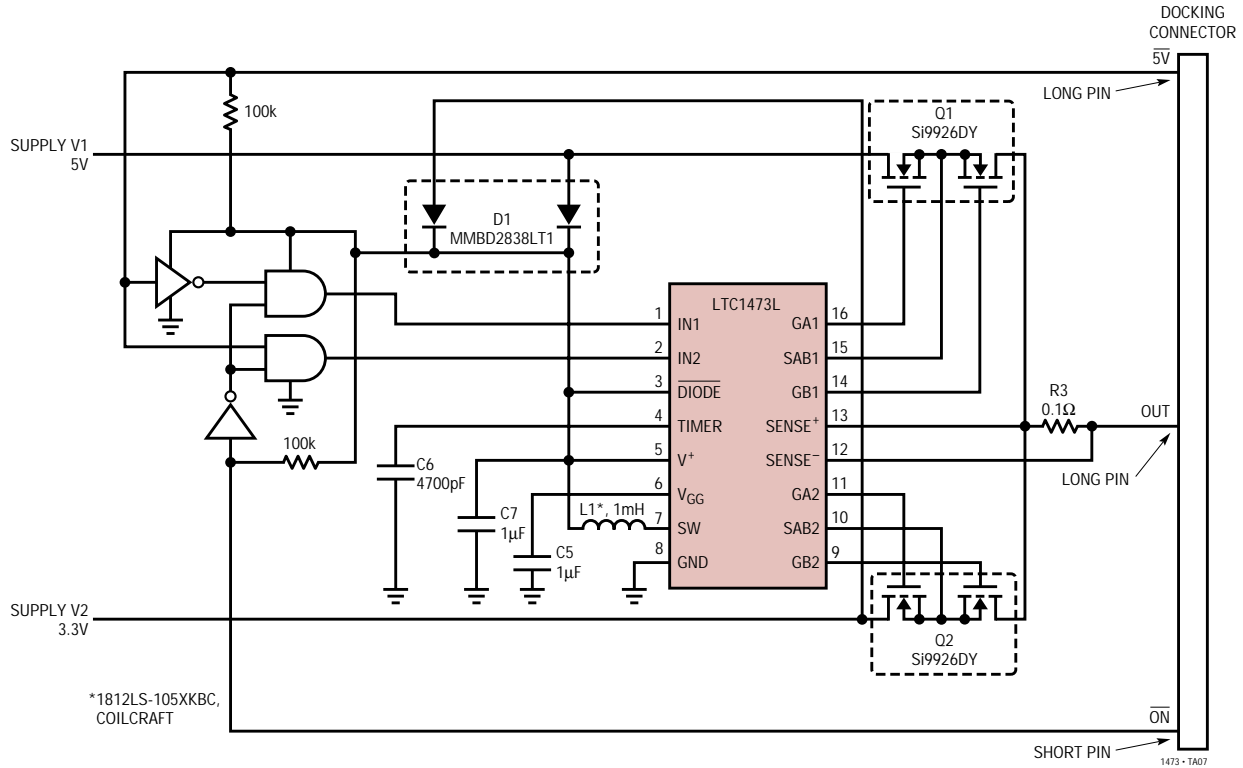 DOCKING
CONNECTOR
5V
LONG PIN
100k
Q1
Si9926DY
SUPPLY V1
5V
D1
MMBD2838LT1
LTC1473L
1 IN1 GA1 16
2 IN2 SAB1 15
3 DIODE GB1 14
4 TIMER SENSE+ 13
5 V+ SENSE– 12
6 VGG GA2 11
7 SW SAB2 10
8 GND GB2 9
R3
0.1Ω
OUT
LONG PIN
100k
C6
4700pF
C7
1µF
C5
1µF
L1*, 1mH
SUPPLY V2
3.3V
Q2
Si9926DY
*1812LS-105XKBC,
COILCRAFT
ON
SHORT PIN
1473 • TA07